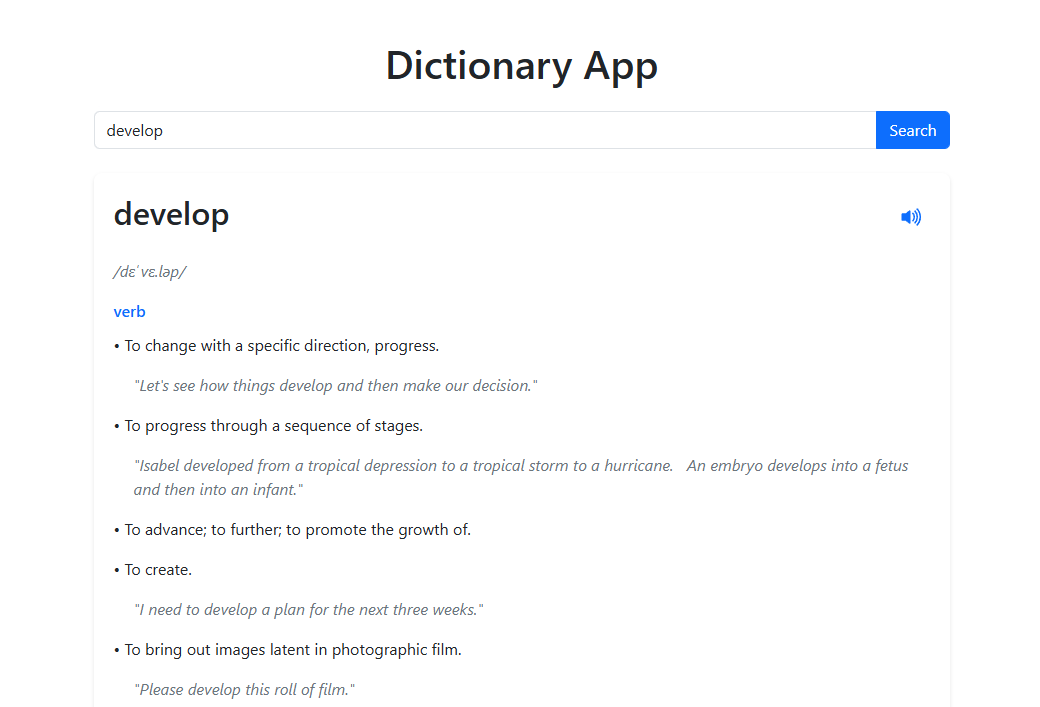 Dictionary App
develop
Search
develop
/dɛˈvɛ.ləp/
verb
• To change with a specific direction, progress.
"Let's see how things develop and then make our decision."
• To progress through a sequence of stages.
"Isabel developed from a tropical depression to a tropical storm to a hurricane.   An embryo develops into a fetus
and then into an infant."
• To advance; to further; to promote the growth of.
• To create.
"I need to develop a plan for the next three weeks."
• To bring out images latent in photographic film.
"Please develop this roll of film."